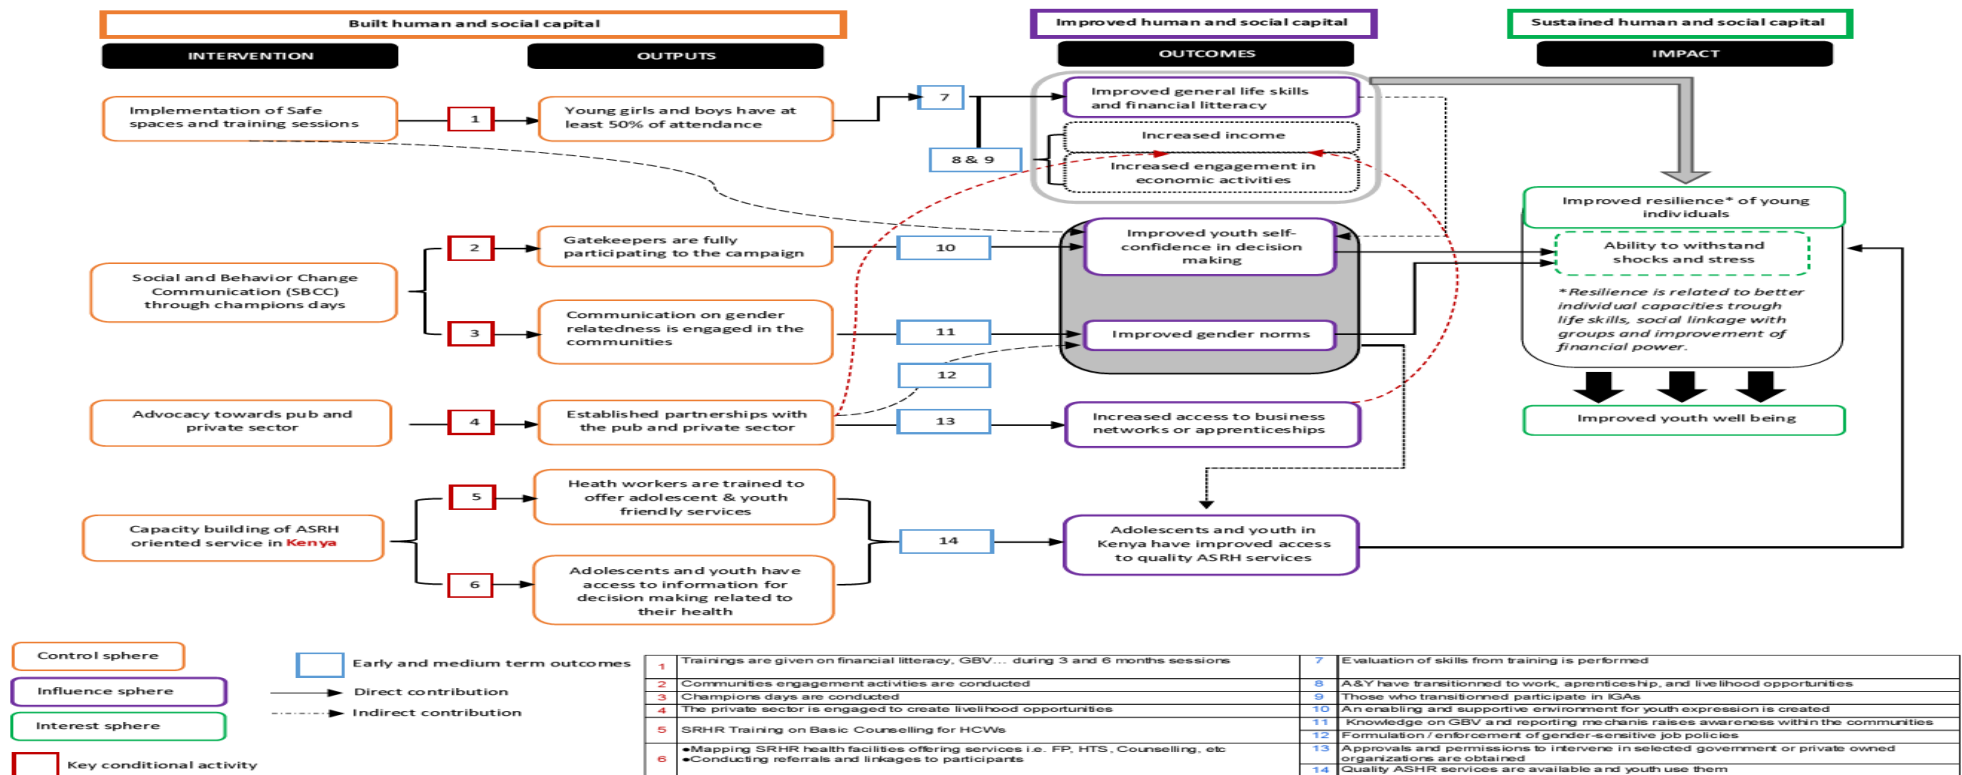 Built human and social capital
Improved human and social capital
Sustained human and social capital
INTERVENTION
OUTPUTS
OUTCOMES
IMPACT
Implementation of Safe
spaces and training sessions
1
Young girls and boys have at
least 50% of attendance
7
8 & 9
Improved general life skills
and financial litteracy
Increased income
Increased engagement in
economic activities
Social and Behavior Change
Communication (SBCC)
through champions days
2
3
Gatekeepers are fully
participating to the campaign
Communication on gender
relatedness is engaged in the
communities
10
11
12
Improved youth self-
confidence in decision
making
Improved gender norms
Improved resilience* of young
individuals
Ability to withstand
shocks and stress
*Resilience is related to better
individual capacities trough
life skills, social linkage with
groups and improvement of
financial power.
Improved youth well being
Advocacy towards pub and
private sector
4
Established partnerships with
the pub and private sector
13
Increased access to business
networks or apprenticeships
Capacity building of ASRH
oriented service in Kenya
5
6
Heath workers are trained to
offer adolescent & youth
friendly services
Adolescents and youth have
access to information for
decision making related to
their health
14
Adolescents and youth in
Kenya have improved access
to quality ASRH services
Control sphere
Influence sphere
Interest sphere
Key conditional activity
Early and medium term outcomes
Direct contribution
Indirect contribution
1 Trainings are given on financial litteracy, GBV... during 3 and 6 months sessions
2 Communities engagement activities are conducted
3 Champions days are conducted
4 The private sector is engaged to create livelihood opportunities
5 SRHR Training on Basic Counselling for HCWs
6 •Mapping SRHR health facilities offering services i.e. FP, HTS, Counselling, etc
•Conducting referrals and linkages to participants
7 Evaluation of skills from training is performed
8 A&Y have transitionned to work, aprenticeship, and livelihood opportunities
9 Those who transitionned participate in IGAs
10 An enabling and supportive environment for youth expression is created
11 Knowledge on GBV and reporting mechanis raises awareness within the communities
12 Formulation / enforcement of gender-sensitive job policies
13 Approvals and permissions to intervene in selected government or private owned
organizations are obtained
14 Quality ASHR services are available and youth use them